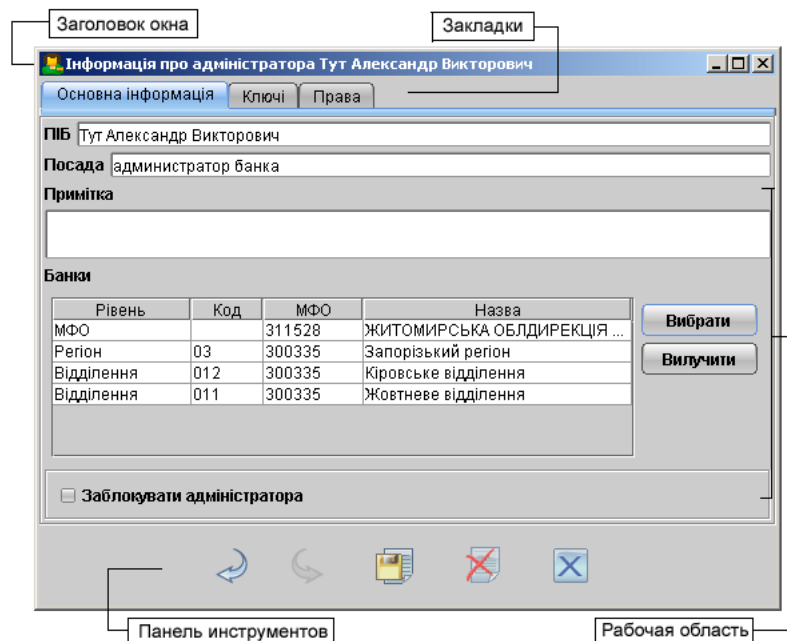 Заголовок окна
Закладки
Інформація про адміністратора Тут Александр Викторович
Основна інформація Ключі Права
ПІБ Тут Александр Викторович
Посада администратор банка
Примітка
Банки
Рівень Код МФО Назва
МФО 311528 ЖИТОМИРСЬКА ОБЛДИРЕКЦІЯ ...
Регіон 03 300335 Запорізький регіон
Відділення 012 300335 Кіровське відділення
Відділення 011 300335 Жовтневе відділення
Вибрати
Вилучити
Заблокувати адміністратора
Панель инструментов
Рабочая область